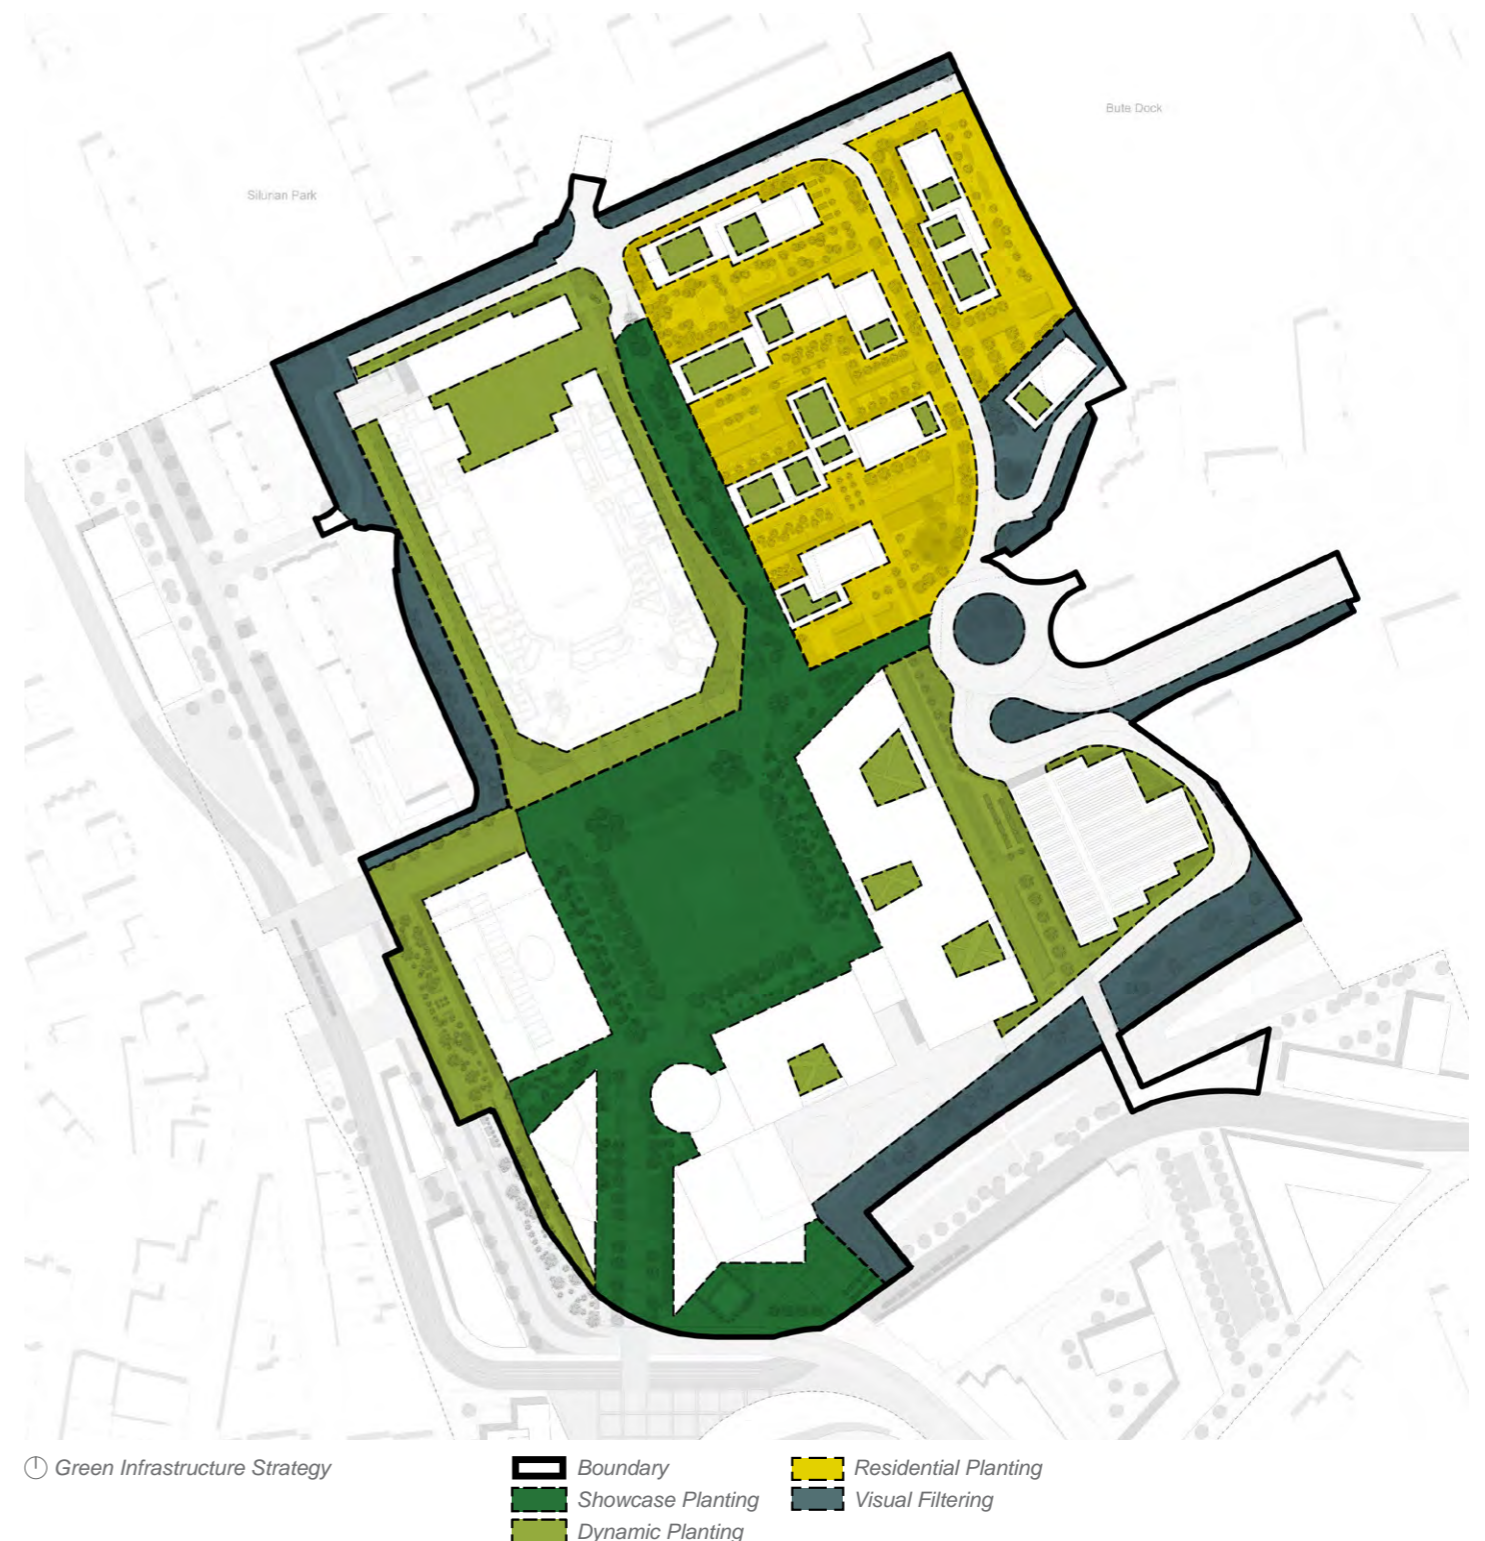 Bute Dock
Silurian Park
Green Infrastructure Strategy
Boundary
Showcase Planting
Dynamic Planting
Residential Planting
Visual Filtering